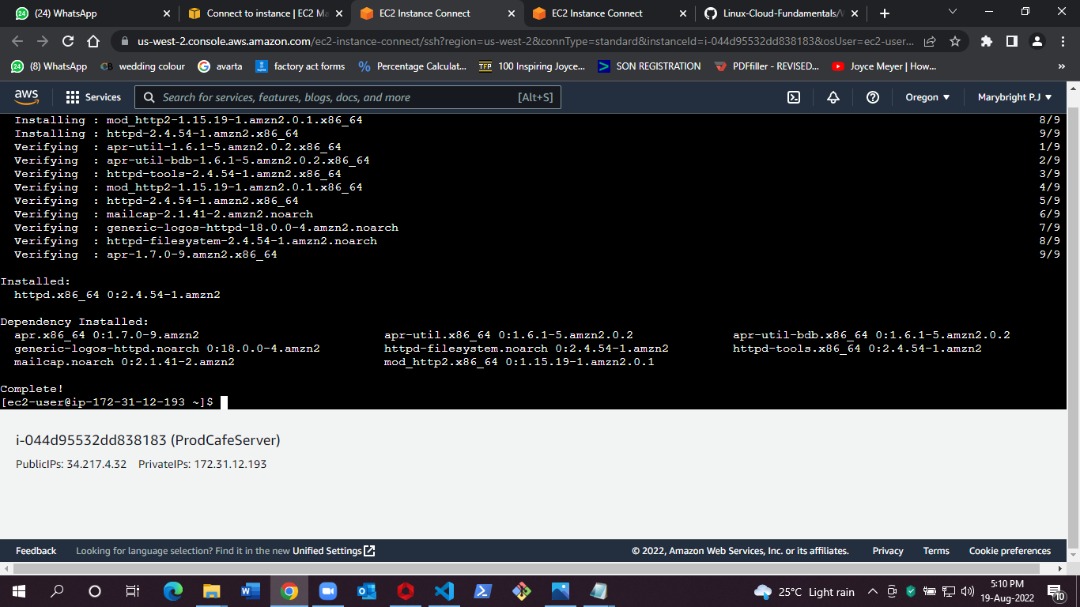 (24) WhatsApp
Connect to instance | EC2 Ma
EC2 Instance Connect
EC2 Instance Connect
Linux-Cloud-Fundamentals/
us-west-2.console.aws.amazon.com/ec2-instance-connect/ssh?region=us-west-2&connType=standard&instanceId=i-044d95532dd838183&osUser=ec2-user...
(8) WhatsApp
wedding colour
avarta
factory act forms
Percentage Calculat...
100 Inspiring Joyce...
SON REGISTRATION
PDFfiller - REVISED...
Joyce Meyer | How...
»
aws
Services
Search for services, features, blogs, docs, and more
[Alt+S]
Oregon
Marybright P.J
Installing : mod_http2-1.15.19-1.amzn2.0.1.x86_64 8/9
Installing : httpd-2.4.54-1.amzn2.x86_64 9/9
Verifying : apr-util-1.6.1-5.amzn2.0.2.x86_64 1/9
Verifying : apr-util-bdb-1.6.1-5.amzn2.0.2.x86_64 2/9
Verifying : httpd-tools-2.4.54-1.amzn2.x86_64 3/9
Verifying : mod_http2-1.15.19-1.amzn2.0.1.x86_64 4/9
Verifying : httpd-2.4.54-1.amzn2.x86_64 5/9
Verifying : mailcap-2.1.41-2.amzn2.noarch 6/9
Verifying : generic-logos-httpd-18.0.0-4.amzn2.noarch 7/9
Verifying : httpd-filesystem-2.4.54-1.amzn2.noarch 8/9
Verifying : apr-1.7.0-9.amzn2.x86_64 9/9
Installed:
httpd.x86_64 0:2.4.54-1.amzn2
Dependency Installed:
apr.x86_64 0:1.7.0-9.amzn2 apr-util.x86_64 0:1.6.1-5.amzn2.0.2 apr-util-bdb.x86_64 0:1.6.1-5.amzn2.0.2
generic-logos-httpd.noarch 0:18.0.0-4.amzn2 httpd-filesystem.noarch 0:2.4.54-1.amzn2 httpd-tools.x86_64 0:2.4.54-1.amzn2
mailcap.noarch 0:2.1.41-2.amzn2 mod_http2.x86_64 0:1.15.19-1.amzn2.0.1
Complete!
[ec2-user@ip-172-31-12-193 ~]$
i-044d95532dd838183 (ProdCafeServer)
PublicIPs: 34.217.4.32 PrivateIPs: 172.31.12.193
Feedback
Looking for language selection? Find it in the new Unified Settings
© 2022, Amazon Web Services, Inc. or its affiliates.
Privacy
Terms
Cookie preferences
25°C Light rain
5:10 PM
19-Aug-2022
10